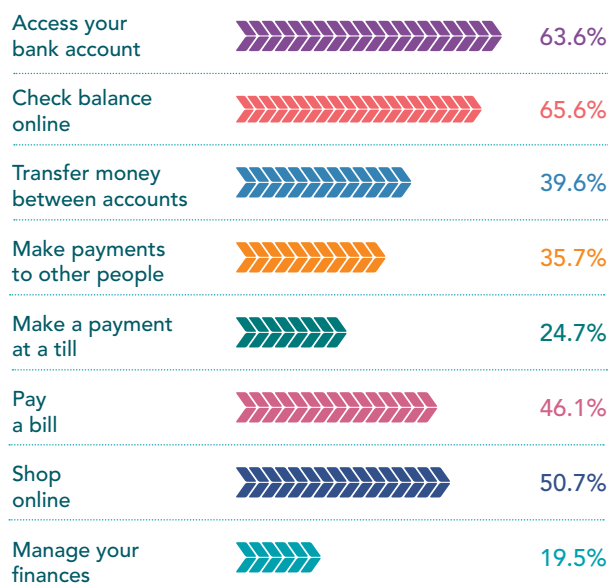 Access your
bank account
63.6%
Check balance
online
65.6%
Transfer money
between accounts
39.6%
Make payments
to other people
35.7%
Make a payment
at a till
24.7%
Pay
a bill
46.1%
Shop
online
50.7%
Manage your
finances
19.5%